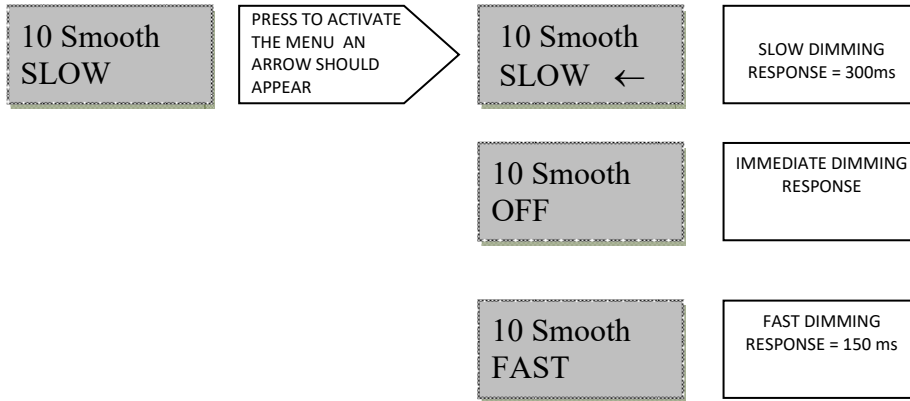 10 Smooth
SLOW
PRESS TO ACTIVATE
THE MENU AN
ARROW SHOULD
APPEAR
10 Smooth
SLOW ←
SLOW DIMMING
RESPONSE = 300ms
10 Smooth
OFF
IMMEDIATE DIMMING
RESPONSE
10 Smooth
FAST
FAST DIMMING
RESPONSE = 150 ms